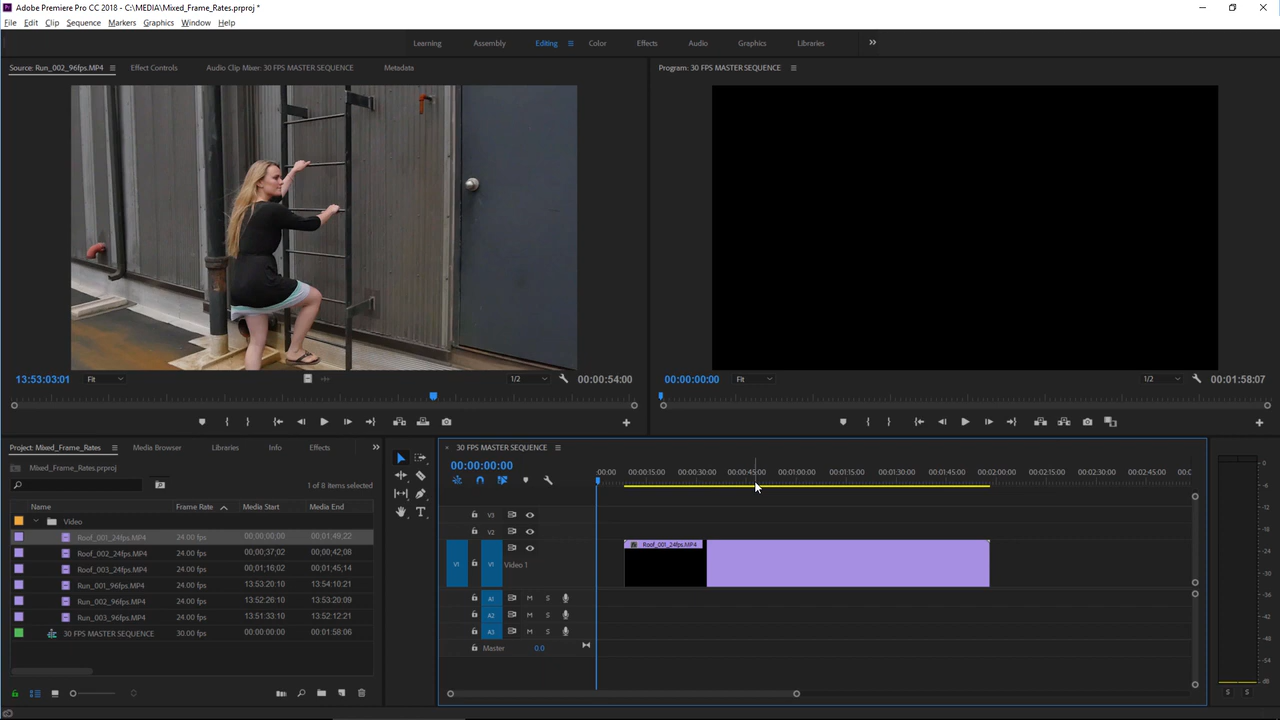 Adobe Premiere Pro CC 2018 - C:\MEDIA\Mixed_Frame_Rates.prproj *
File Edit Clip Sequence Markers Graphics Window Help
Learning Assembly Editing Color Effects Audio Graphics Libraries
Source: Run_002_96fps.MP4 Effect Controls Audio Clip Mixer: 30 FPS MASTER SEQUENCE Metadata
Program: 30 FPS MASTER SEQUENCE
13:53:03:01 Fit 1/2 00:00:54:00
00:00:00:00 Fit 1/2 00:01:58:07
Project: Mixed_Frame_Rates Media Browser Libraries Info Effects
Mixed_Frame_Rates.prproj
1 of 8 items selected
Name Frame Rate Media Start Media End
Video
Roof_001_24fps.MP4 24.00 fps 00;00;00;00 00;01;49;22
Roof_002_24fps.MP4 24.00 fps 00;00;37;02 00;00;42;08
Roof_003_24fps.MP4 24.00 fps 00;01;16;02 00;01;45;14
Run_001_96fps.MP4 24.00 fps 13:53:20:10 13:54:10:21
Run_002_96fps.MP4 24.00 fps 13:52:26:10 13:53:20:09
Run_003_96fps.MP4 24.00 fps 13:51:33:10 13:52:12:21
30 FPS MASTER SEQUENCE 30.00 fps 00:00:00:00 00:01:58:06
30 FPS MASTER SEQUENCE
00:00:00:00
:00:00 00:00:15:00 00:00:30:00 00:00:45:00 00:01:00:00 00:01:15:00 00:01:30:00 00:01:45:00 00:02:00:00 00:02:15:00 00:02:30:00 00:02:45:00 00:0
V3
V2
Roof_001_24fps.MP4
V1 V1 Video 1
A1 M S
A2 M S
A3 M S
Master 0.0
0
-6
-12
-18
-24
-30
-36
-42
-48
-54
dB
S S